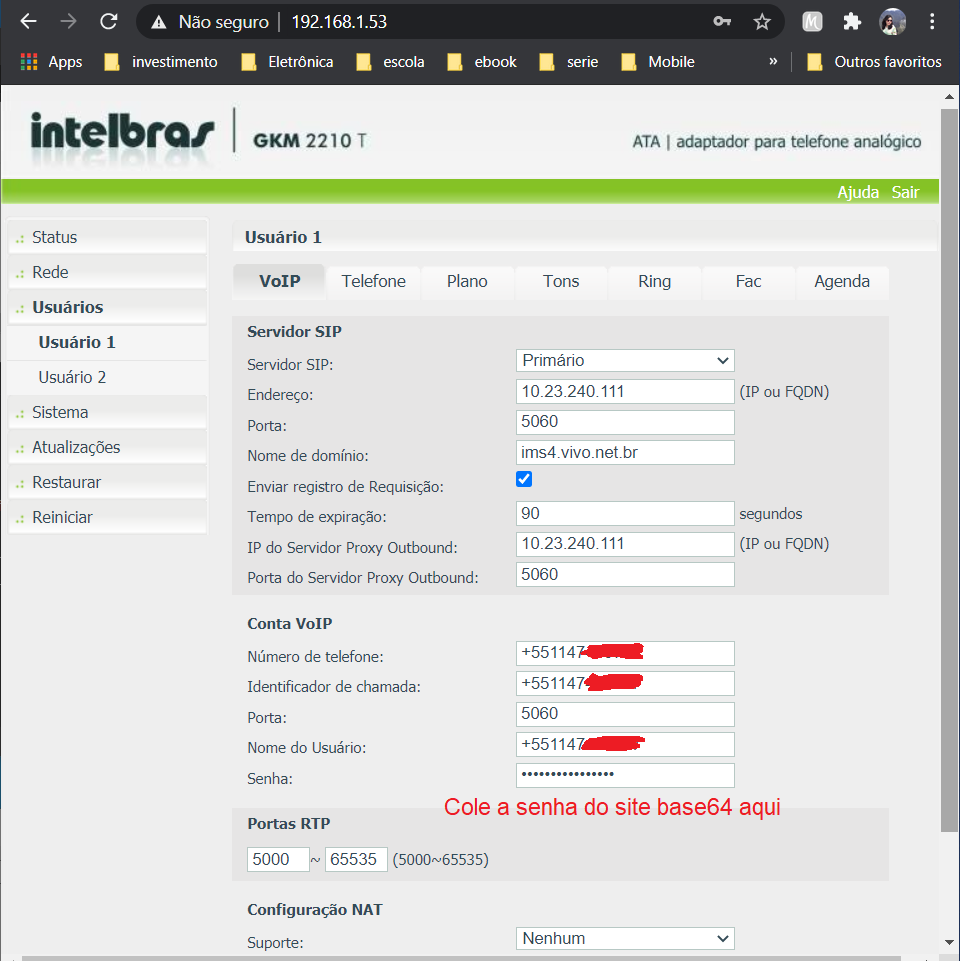 Não seguro | 192.168.1.53
Apps investimento Eletrônica escola ebook serie Mobile » Outros favoritos
intelbras GKM 2210 T
ATA | adaptador para telefone analógico
Ajuda Sair
Status
Rede
Usuários
Usuário 1
Usuário 2
Sistema
Atualizações
Restaurar
Reiniciar
Usuário 1
VoIP Telefone Plano Tons Ring Fac Agenda
Servidor SIP
Servidor SIP: Primário
Endereço: 10.23.240.111 (IP ou FQDN)
Porta: 5060
Nome de domínio: ims4.vivo.net.br
Enviar registro de Requisição:
Tempo de expiração: 90 segundos
IP do Servidor Proxy Outbound: 10.23.240.111 (IP ou FQDN)
Porta do Servidor Proxy Outbound: 5060
Conta VoIP
Número de telefone: +551147
Identificador de chamada: +551147
Porta: 5060
Nome do Usuário: +551147
Senha: ••••••••••••••••
Cole a senha do site base64 aqui
Portas RTP
5000 ~ 65535 (5000~65535)
Configuração NAT
Suporte: Nenhum